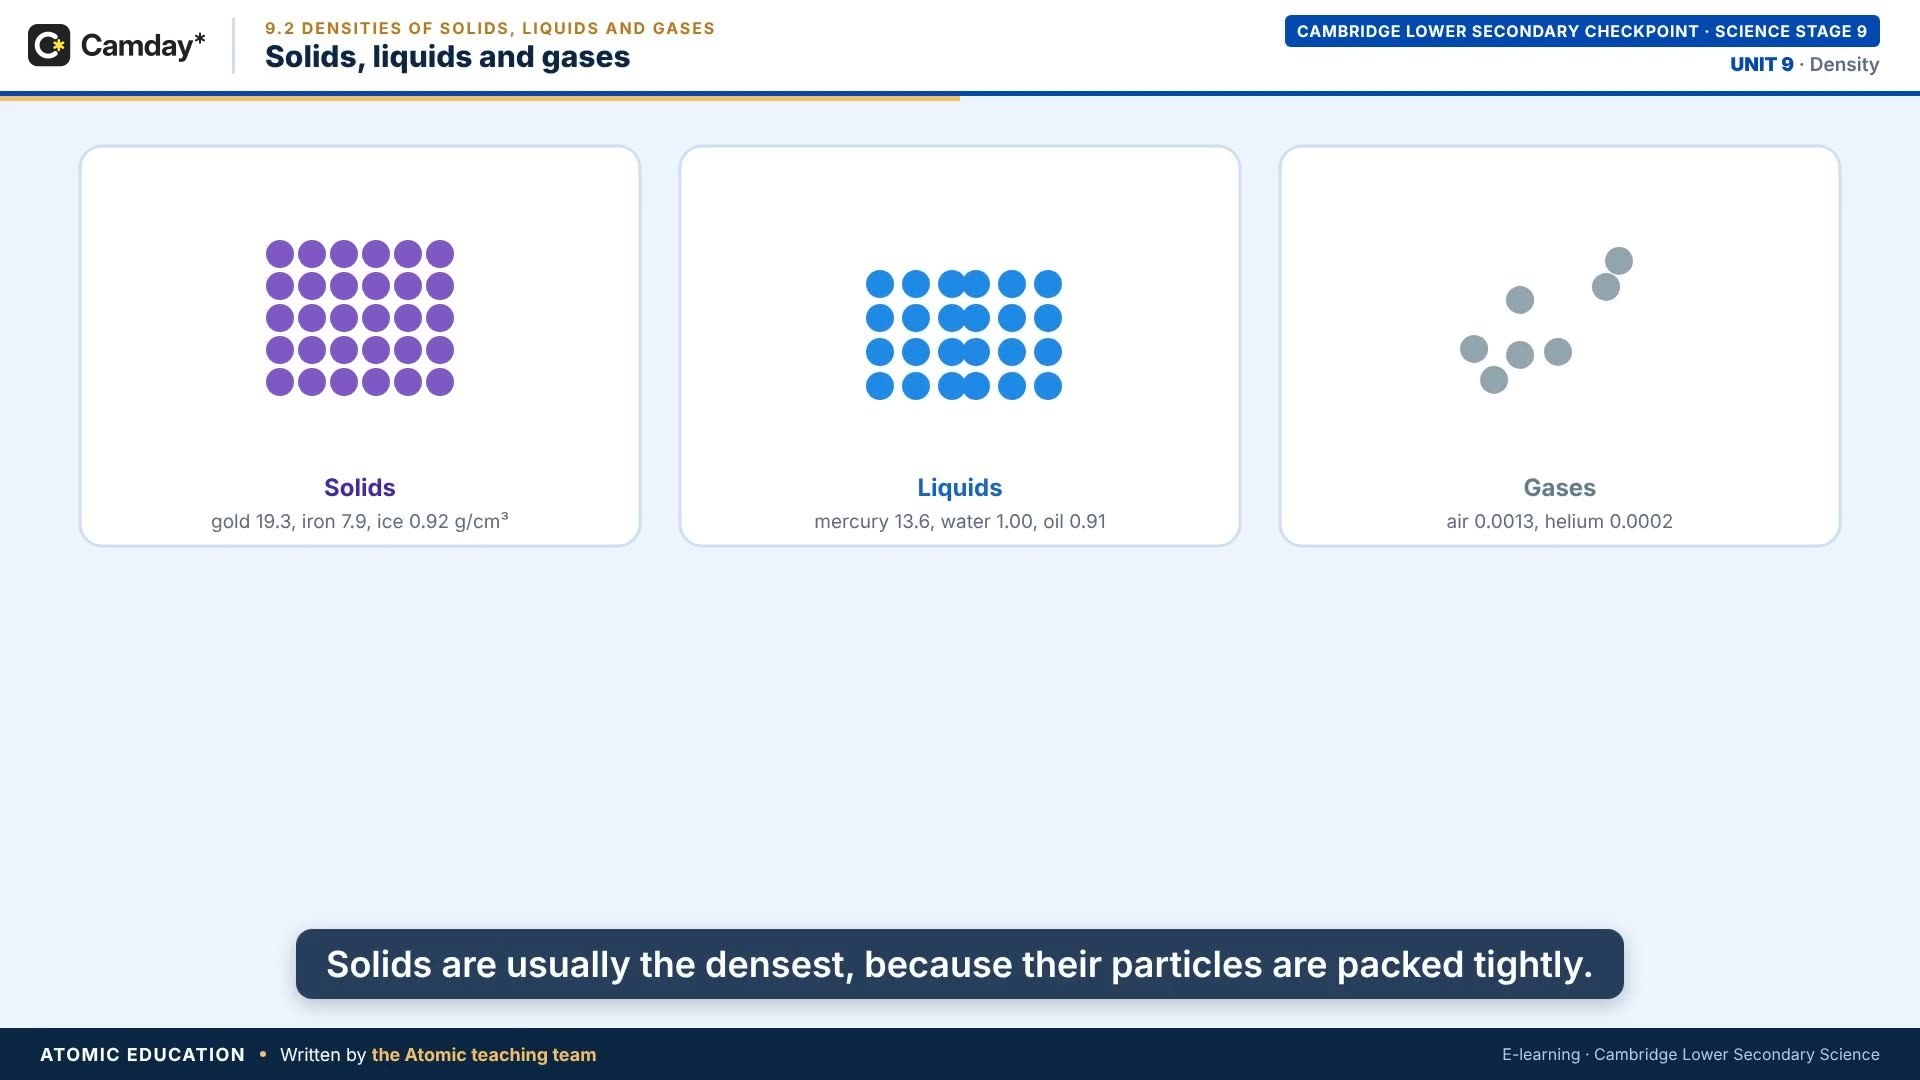 Camday*
9.2 DENSITIES OF SOLIDS, LIQUIDS AND GASES
Solids, liquids and gases
CAMBRIDGE LOWER SECONDARY CHECKPOINT · SCIENCE STAGE 9
UNIT 9 · Density
Solids
gold 19.3, iron 7.9, ice 0.92 g/cm³
Liquids
mercury 13.6, water 1.00, oil 0.91
Gases
air 0.0013, helium 0.0002
Solids are usually the densest, because their particles are packed tightly.
ATOMIC EDUCATION • Written by the Atomic teaching team
E-learning · Cambridge Lower Secondary Science